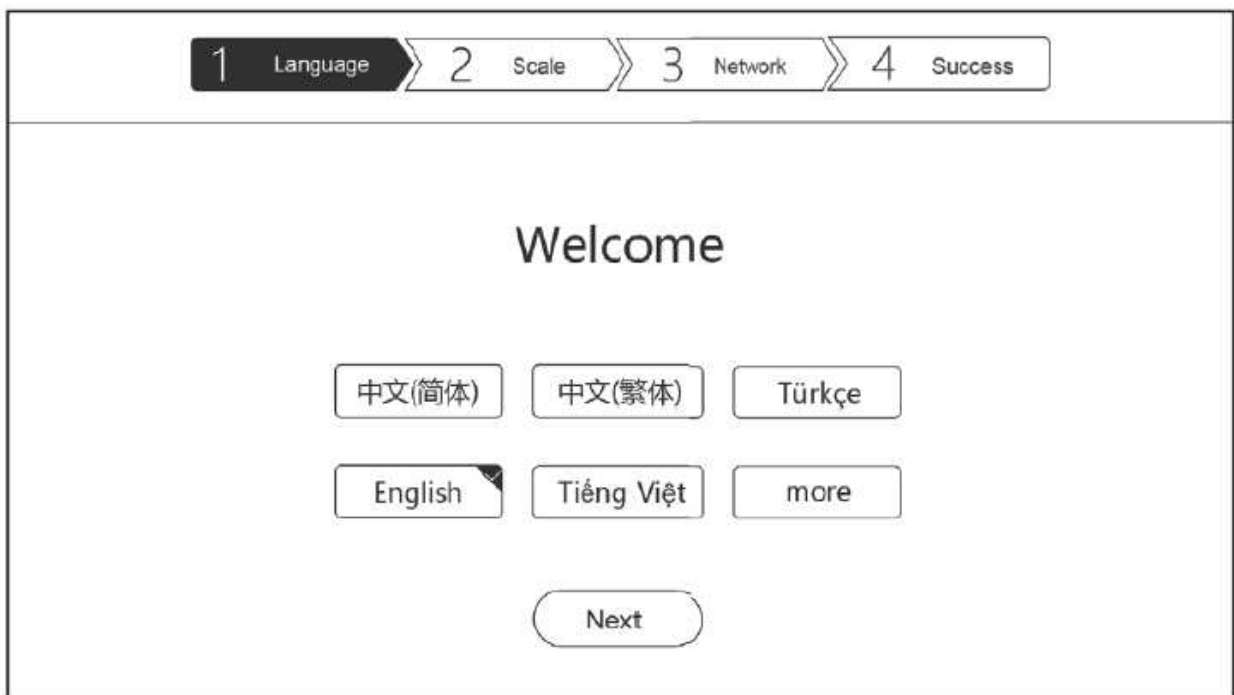 1 Language 2 Scale 3 Network 4 Success
Welcome
中文(简体) 中文(繁体) Türkçe
English Tiếng Việt more
Next